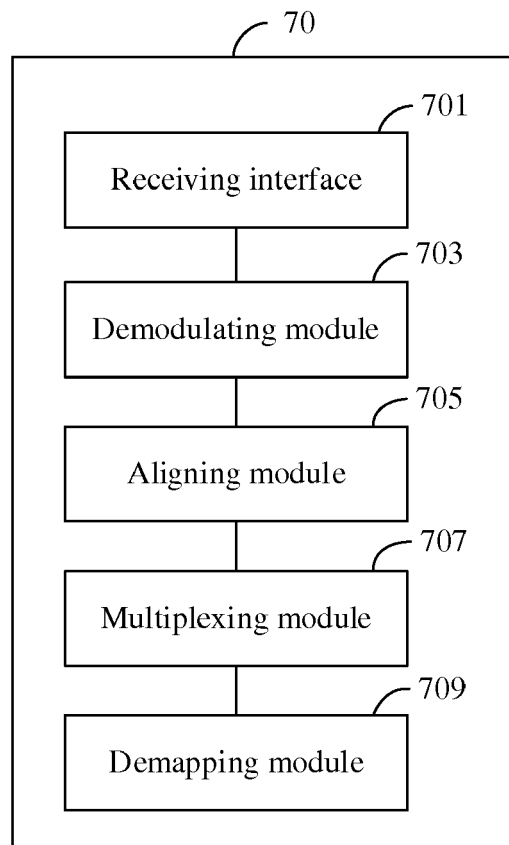 70
701
Receiving interface
703
Demodulating module
705
Aligning module
707
Multiplexing module
709
Demapping module